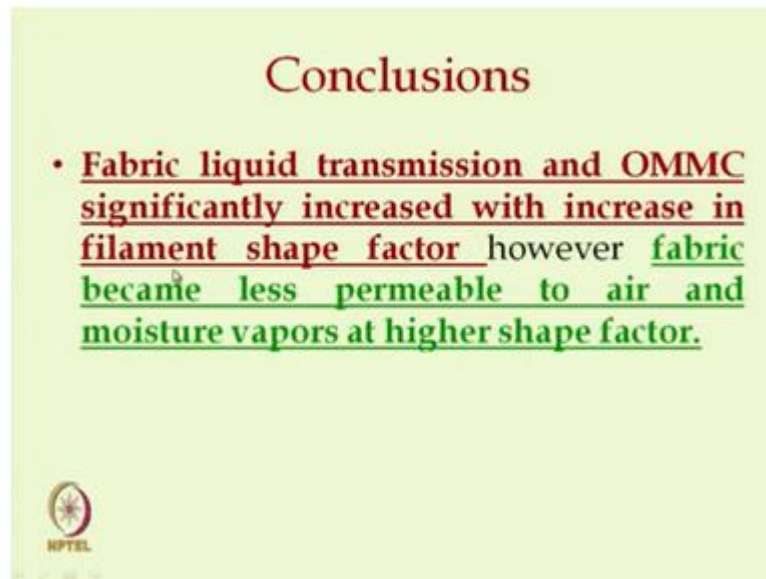 Conclusions
• Fabric liquid transmission and OMMC
significantly increased with increase in
filament shape factor however fabric
became less permeable to air and
moisture vapors at higher shape factor.
NPTEL